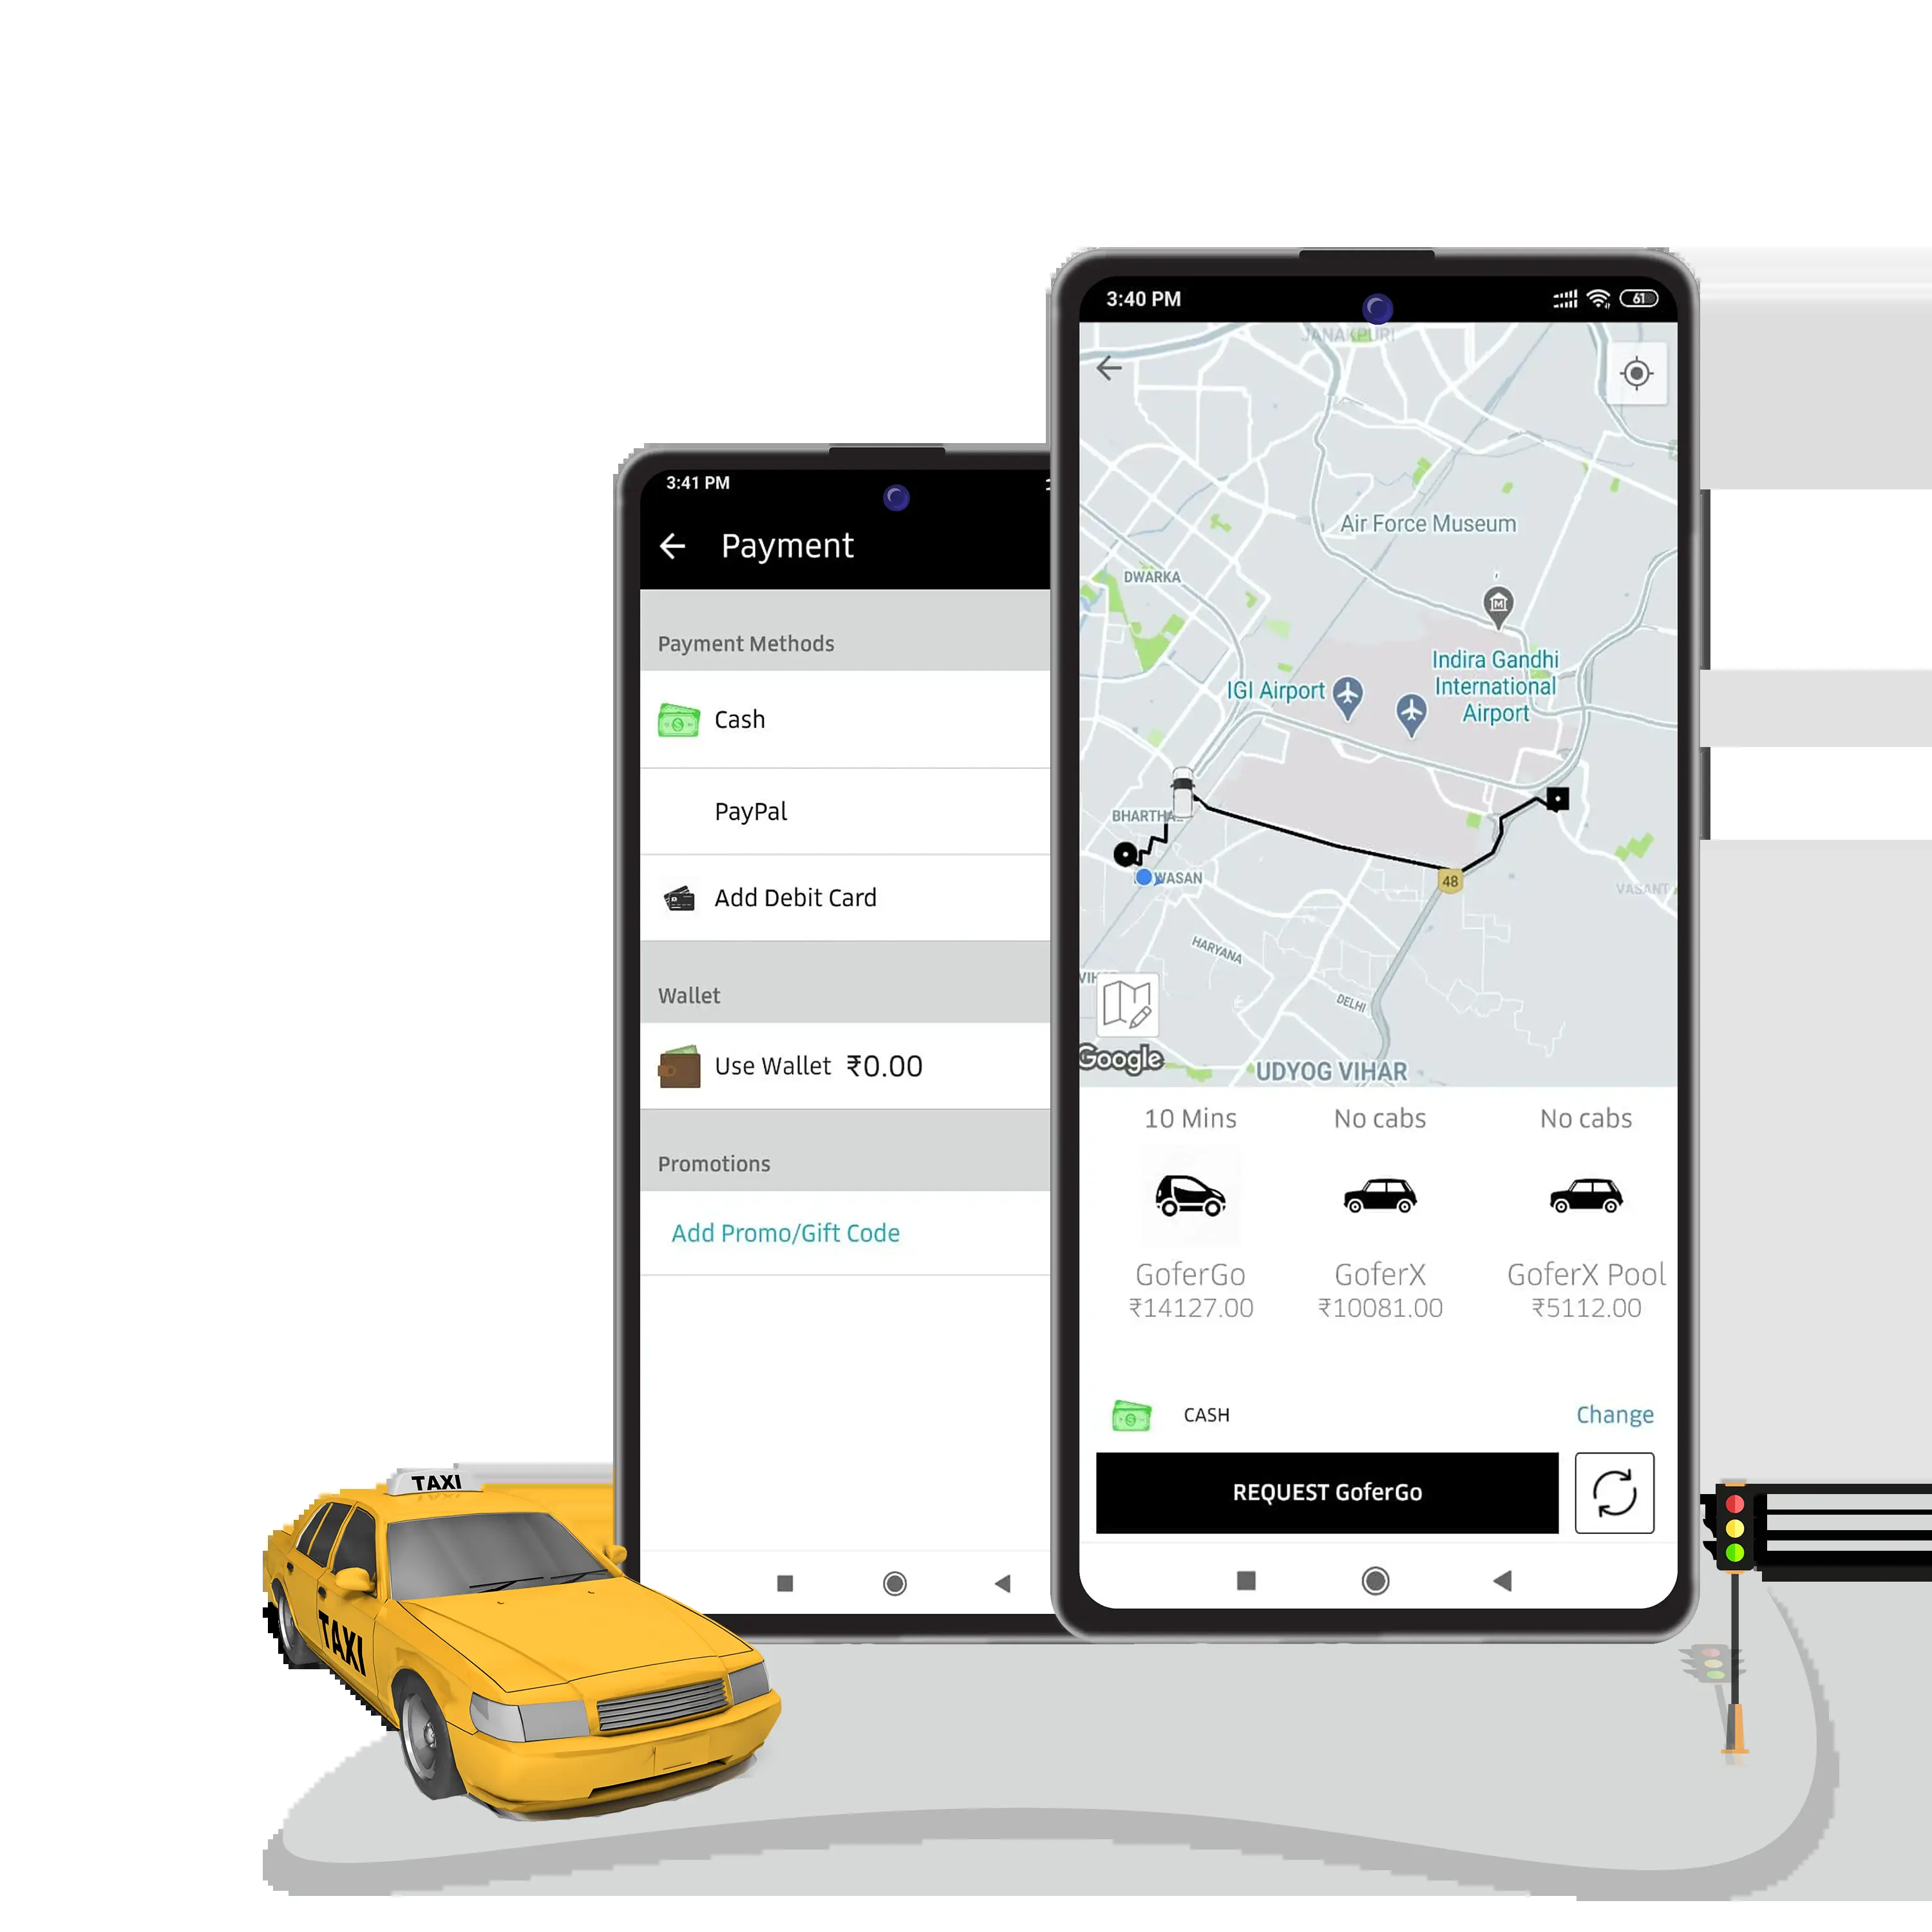 3:41 PM
Payment
Payment Methods
Cash
PayPal
Add Debit Card
Wallet
Use Wallet ₹0.00
Promotions
Add Promo/Gift Code
3:40 PM
61
JANAKPURI
Air Force Museum
DWARKA
M
Indira Gandhi
International
Airport
IGI Airport
BHARTHA
WASAN
48
VASANT
HARYANA
DELHI
VIH
Google
UDYOG VIHAR
10 Mins
No cabs
No cabs
GoferGo
GoferX
GoferX Pool
₹14127.00
₹10081.00
₹5112.00
CASH
Change
REQUEST GoferGo
TAXI
TAXI